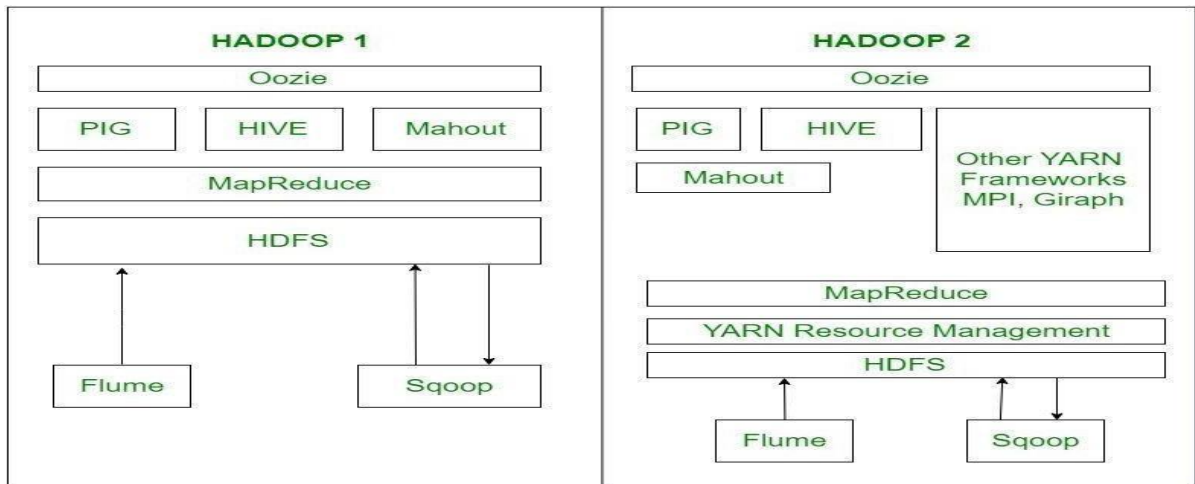 HADOOP 1
Oozie
PIG
HIVE
Mahout
MapReduce
HDFS
Flume
Sqoop
HADOOP 2
Oozie
PIG
HIVE
Other YARN
Frameworks
MPI, Giraph
Mahout
MapReduce
YARN Resource Management
HDFS
Flume
Sqoop